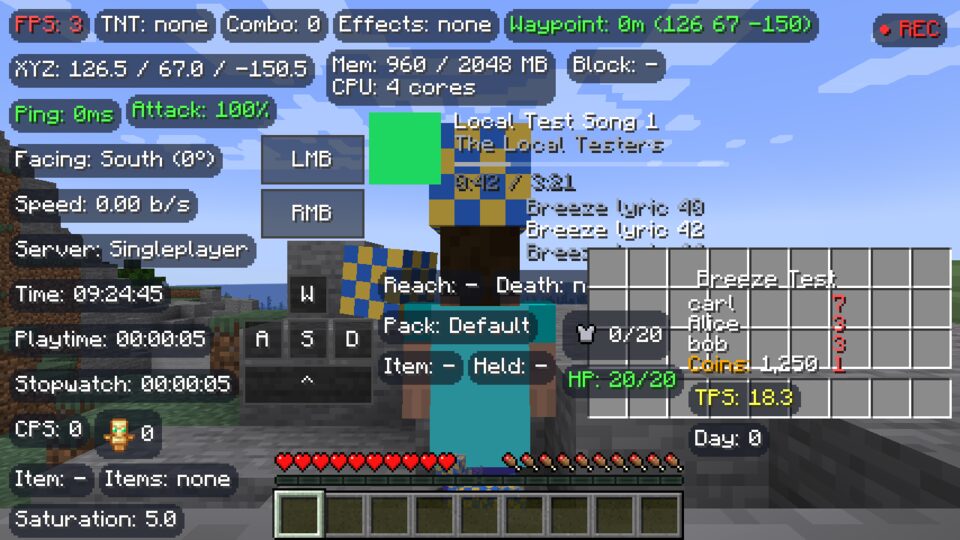 FPS: 3 TNT: none Combo: 0 Effects: none Waypoint: 0m (126 67 -150) REC
XYZ: 126.5 / 67.0 / -150.5
Mem: 960 / 2048 MB
CPU: 4 cores
Block: -
Ping: 0ms Attack: 100%
Local Test Song 1
The Local Testers
0:42 / 3:21
Facing: South (0°)
LMB
Speed: 0.00 b/s
RMB
Breeze lyric 40
Breeze lyric 42
Breeze lyric
Server: Singleplayer
Time: 09:24:45
W
A S D
^
Reach: - Death: n
Pack: Default
Item: - Held: -
0/20
HP: 20/20
Breeze Test
carl 7
Alice 3
bob 3
Coins: 1,250 1
TPS: 18.3
Day: 0
Playtime: 00:00:05
Stopwatch: 00:00:05
CPS: 0 0
Item: - Items: none
Saturation: 5.0